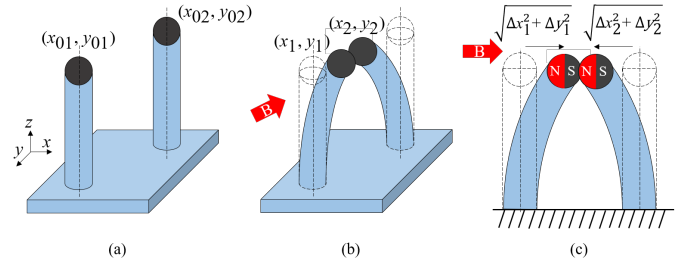 (x₀₁, y₀₁)
(x₀₂, y₀₂)
z
x
y
(a)
(x₁, y₁)
(x₂, y₂)
B
(b)
√Δx₁²+Δy₁² √Δx₂²+Δy₂²
B
N S N S
(c)